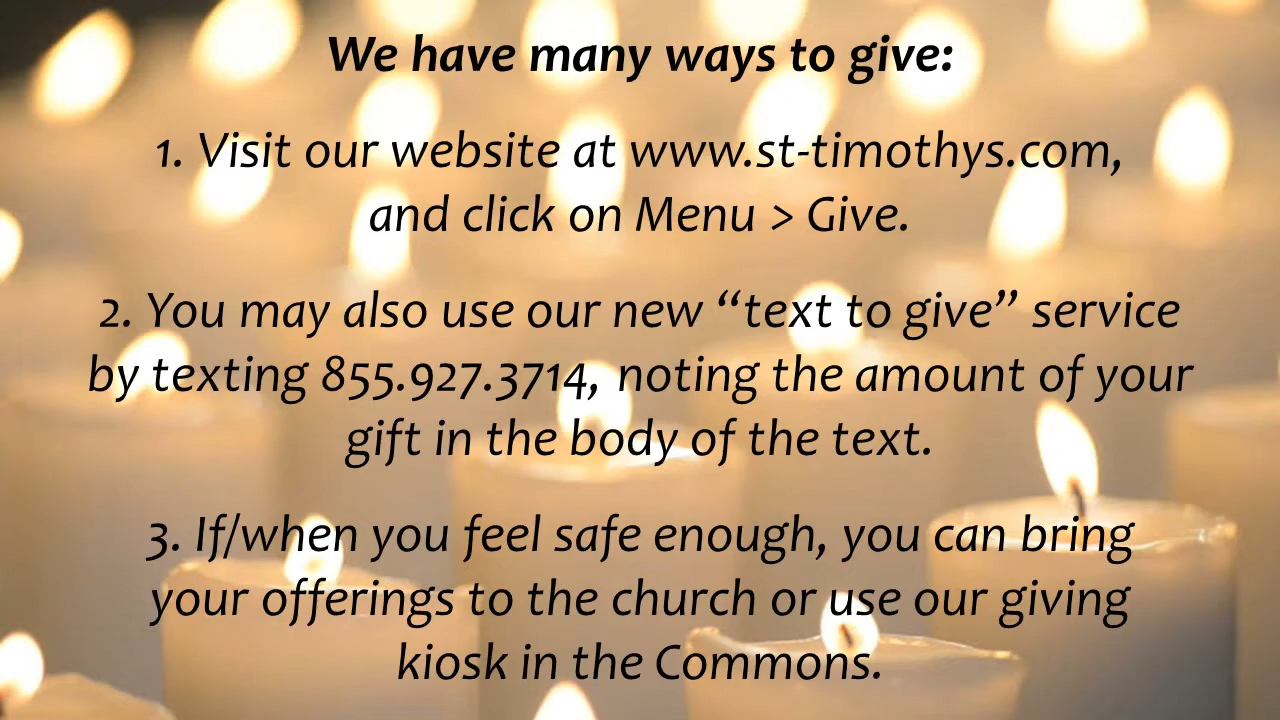 We have many ways to give:
1. Visit our website at www.st-timothys.com,
and click on Menu > Give.
2. You may also use our new “text to give” service
by texting 855.927.3714, noting the amount of your
gift in the body of the text.
3. If/when you feel safe enough, you can bring
your offerings to the church or use our giving
kiosk in the Commons.